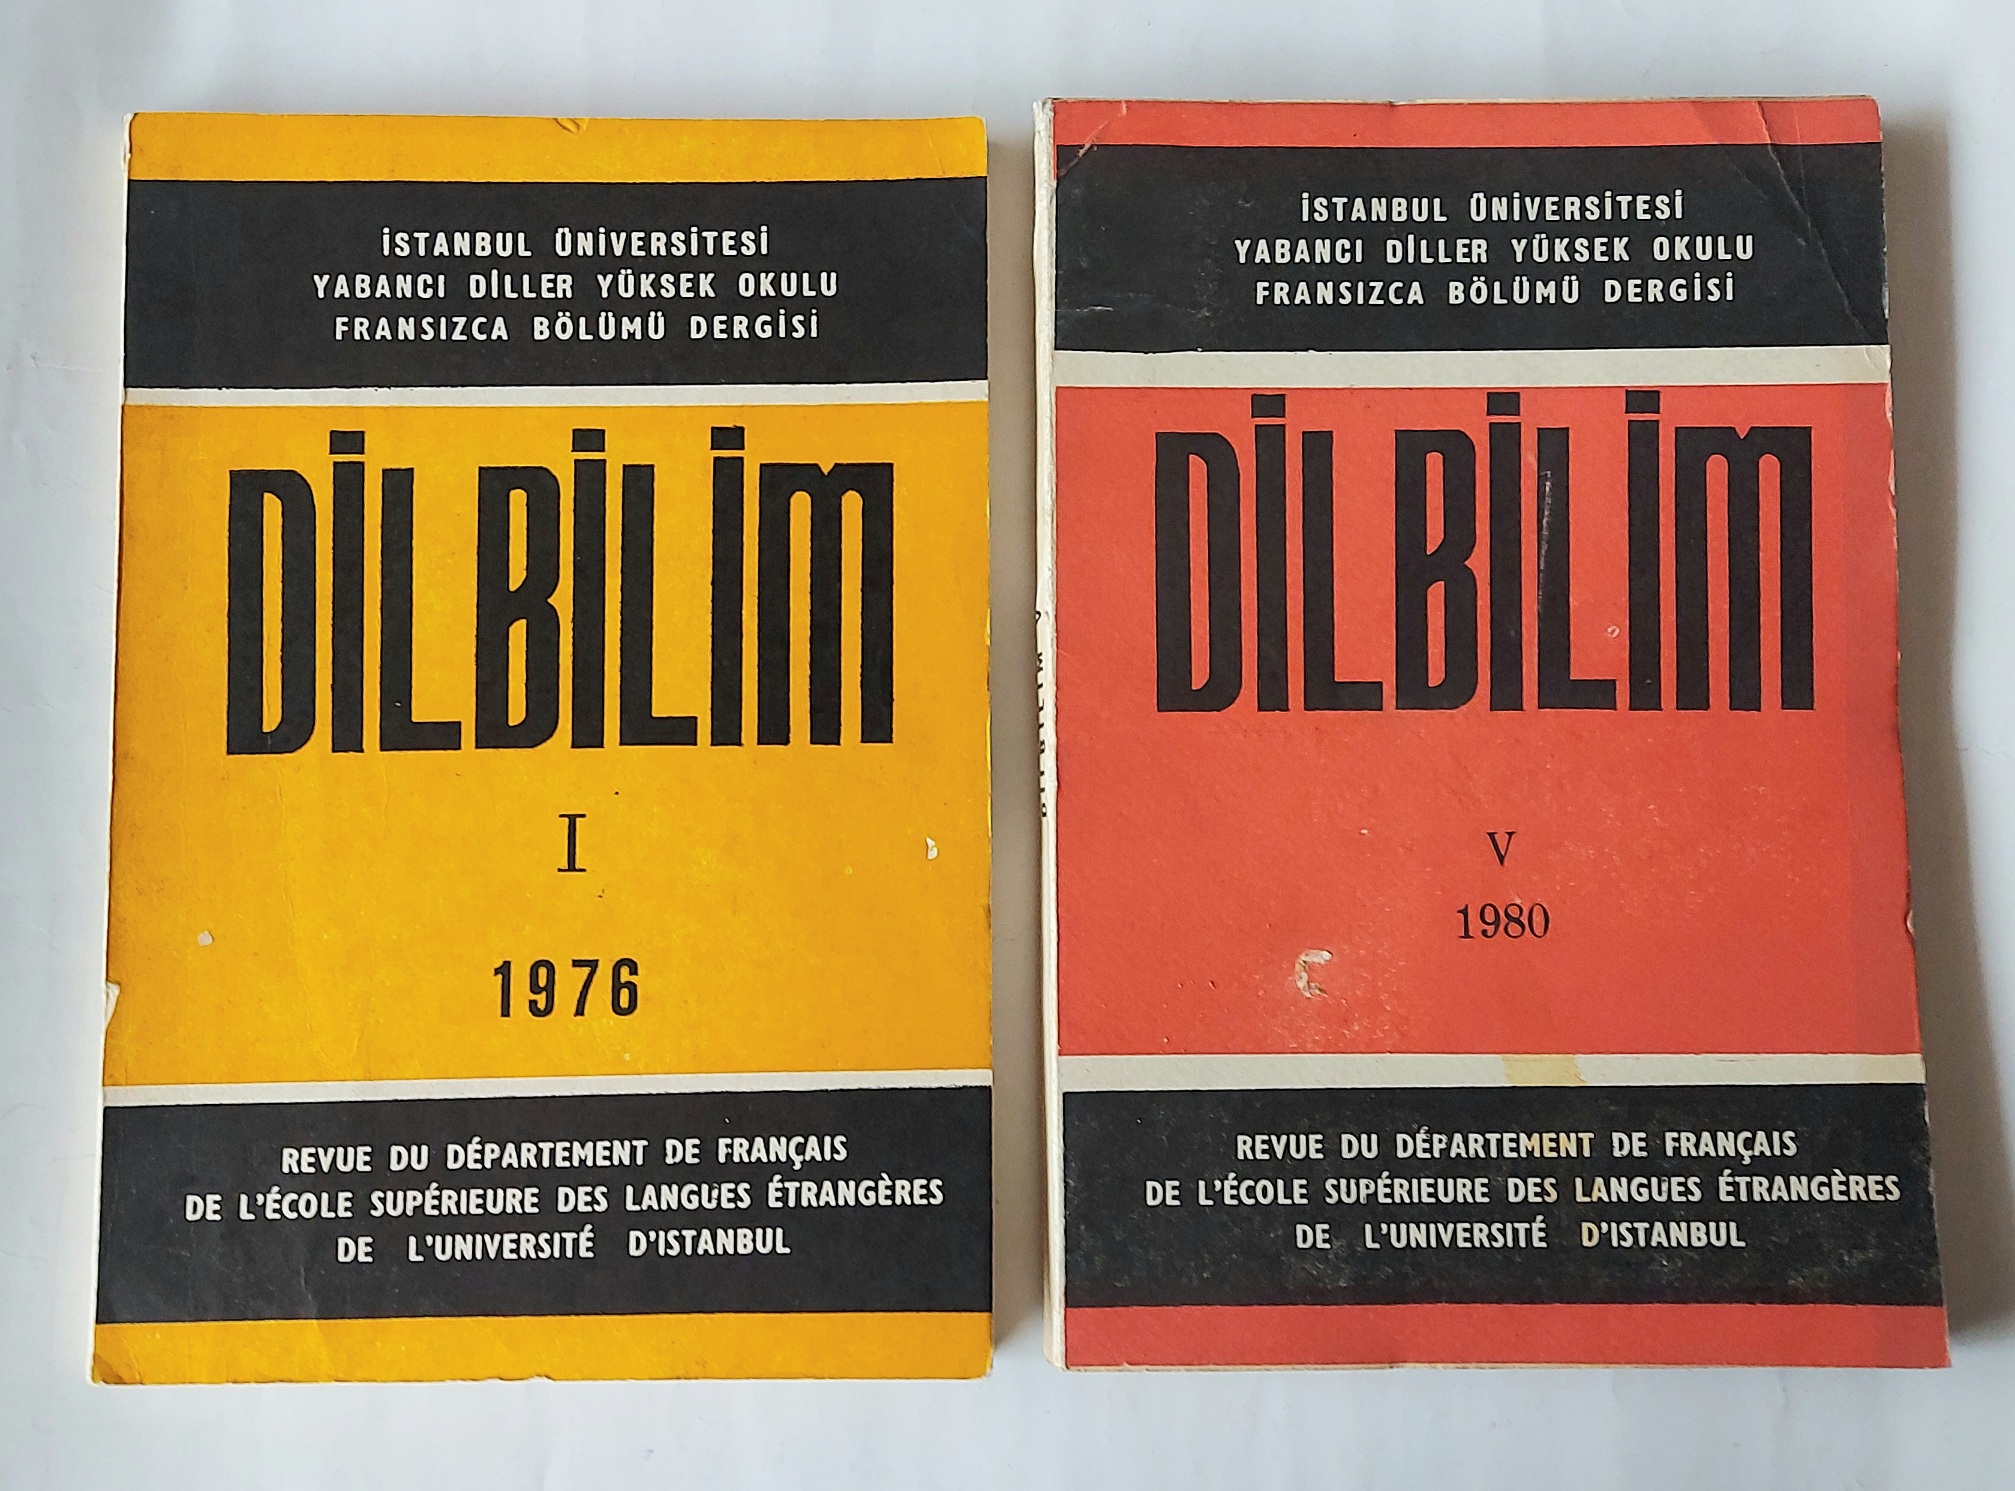 İSTANBUL ÜNİVERSİTESİ
YABANCI DİLLER YÜKSEK OKULU
FRANSIZCA BÖLÜMÜ DERGİSİ
DİLBİLİM
I
1976
REVUE DU DÉPARTEMENT DE FRANÇAIS
DE L'ÉCOLE SUPÉRIEURE DES LANGUES ÉTRANGÈRES
DE L'UNIVERSITÉ D'ISTANBUL
DİLBİLİM
İSTANBUL ÜNİVERSİTESİ
YABANCI DİLLER YÜKSEK OKULU
FRANSIZCA BÖLÜMÜ DERGİSİ
DİLBİLİM
V
1980
REVUE DU DÉPARTEMENT DE FRANÇAIS
DE L'ÉCOLE SUPÉRIEURE DES LANGUES ÉTRANGÈRES
DE L'UNIVERSITÉ D'ISTANBUL